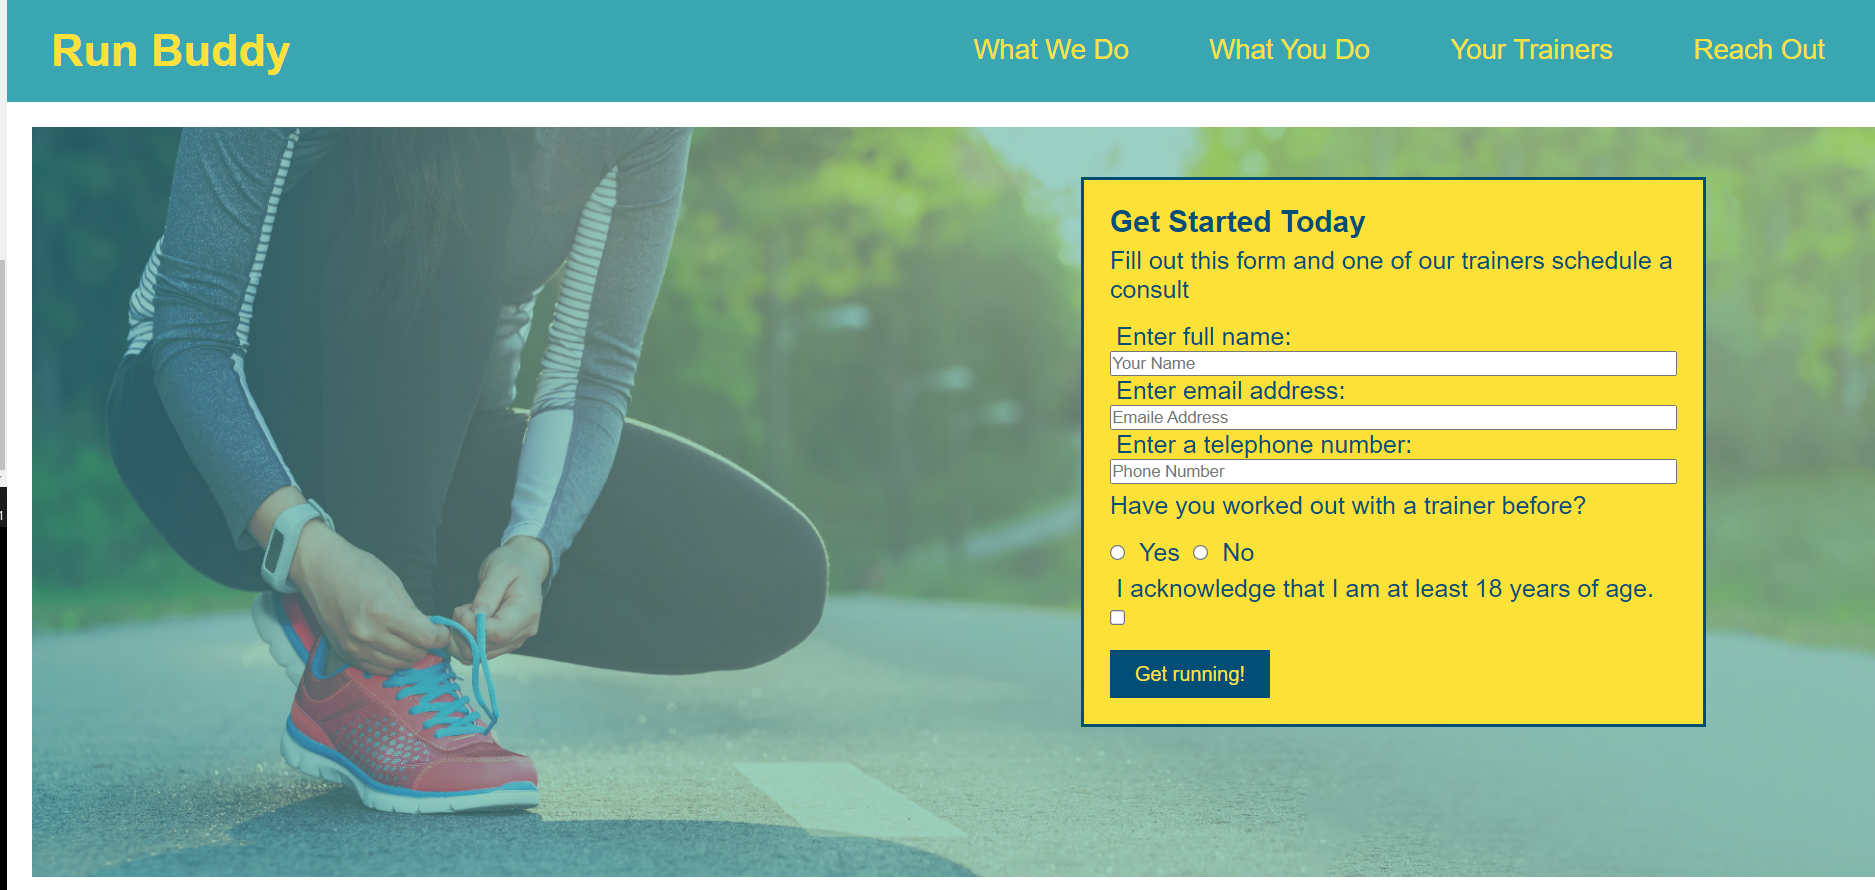 Run Buddy
What We Do
What You Do
Your Trainers
Reach Out
Get Started Today
Fill out this form and one of our trainers schedule a
consult
Enter full name:
Your Name
Enter email address:
Emaile Address
Enter a telephone number:
Phone Number
Have you worked out with a trainer before?
Yes No
I acknowledge that I am at least 18 years of age.
Get running!
1